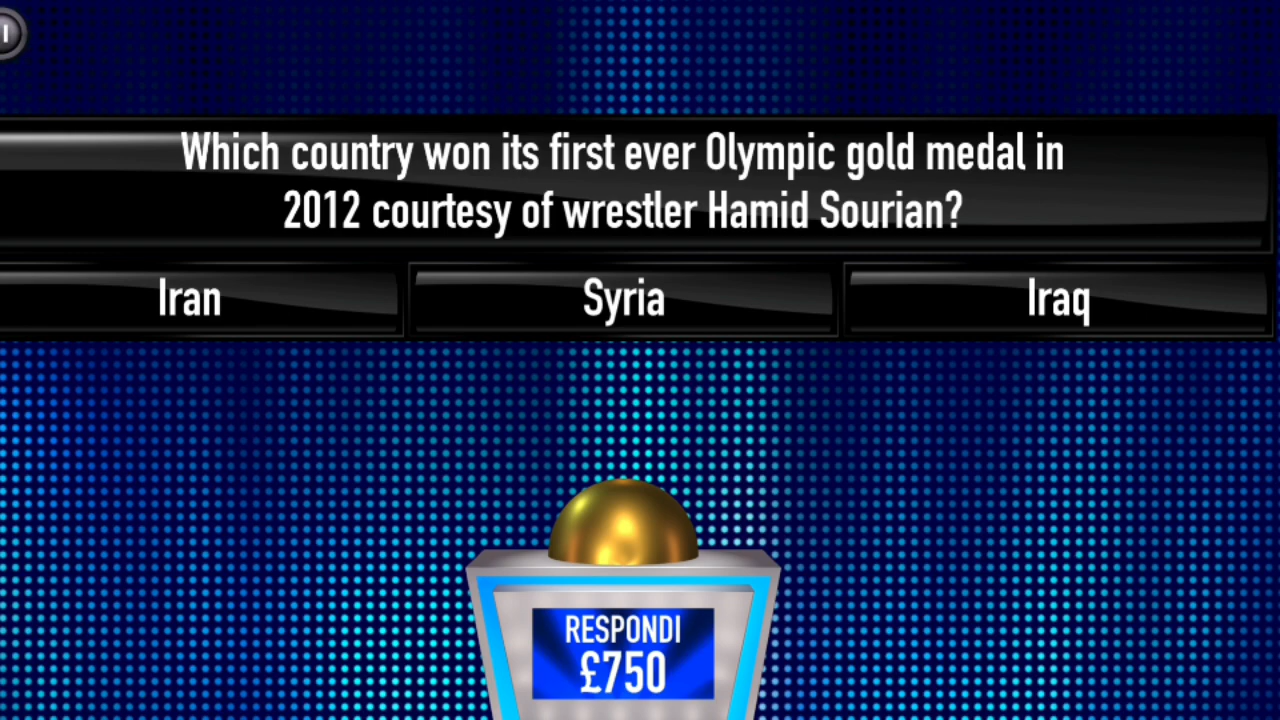 Which country won its first ever Olympic gold medal in
2012 courtesy of wrestler Hamid Sourian?
Iran
Syria
Iraq
RESPONDI
£750